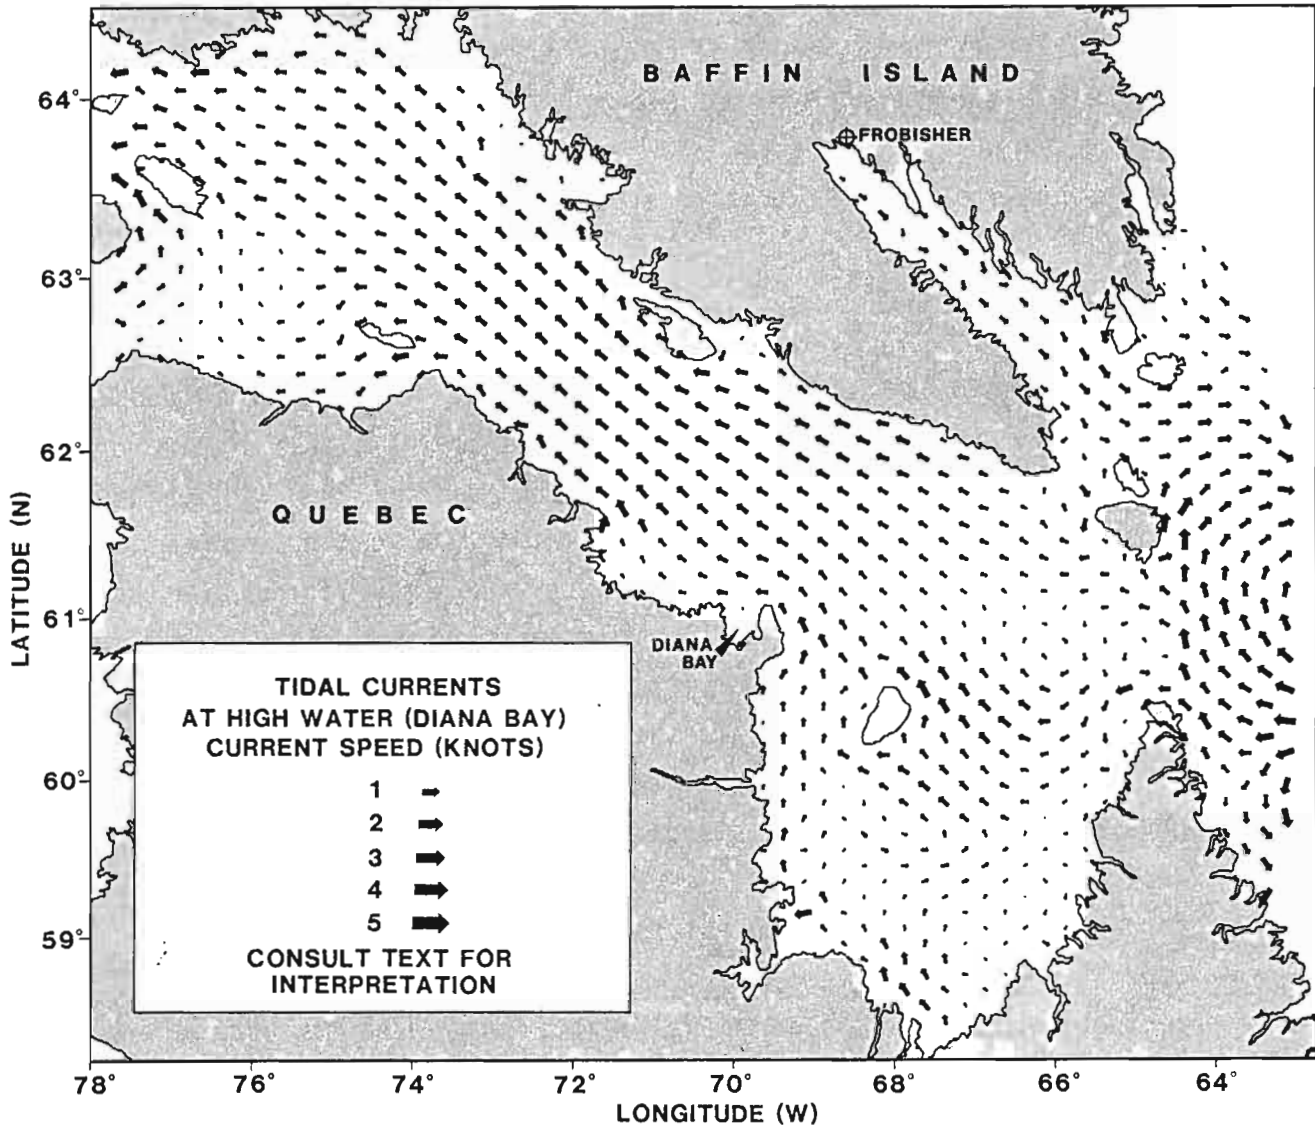 BAFFIN ISLAND
FROBISHER
QUEBEC
DIANA
BAY
TIDAL CURRENTS
AT HIGH WATER (DIANA BAY)
CURRENT SPEED (KNOTS)
1
2
3
4
5
CONSULT TEXT FOR
INTERPRETATION
LATITUDE (N)
64°
63°
62°
61°
60°
59°
78° 76° 74° 72° 70° 68° 66° 64°
LONGITUDE (W)